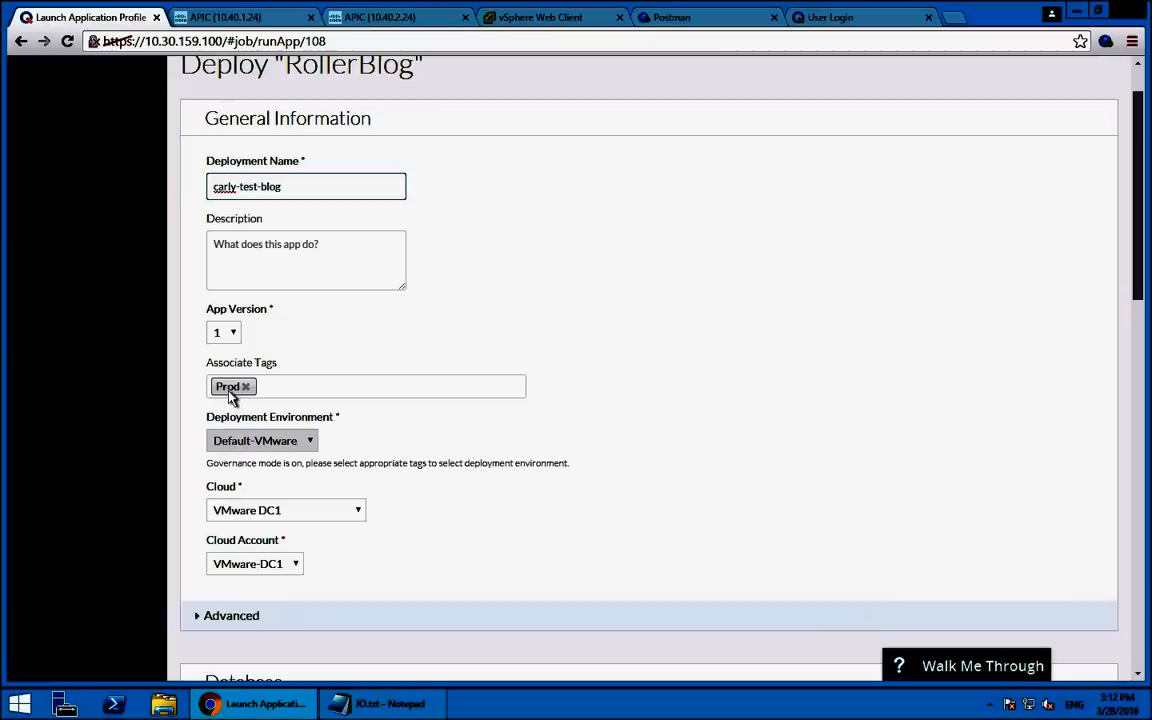 Launch Application Profile
APIC (10.40.1.24)
APIC (10.40.2.24)
vSphere Web Client
Postman
User Login
https://10.30.159.100/#job/runApp/108
Deploy "RollerBlog"
General Information
Deployment Name *
carly-test-blog
Description
What does this app do?
App Version *
1
Associate Tags
Prod
Deployment Environment *
Default-VMware
Governance mode is on, please select appropriate tags to select deployment environment.
Cloud *
VMware DC1
Cloud Account *
VMware-DC1
Advanced
? Walk Me Through
Database
Launch Applicati...
IO.txt - Notepad
ENG
3:12 PM
3/28/2016